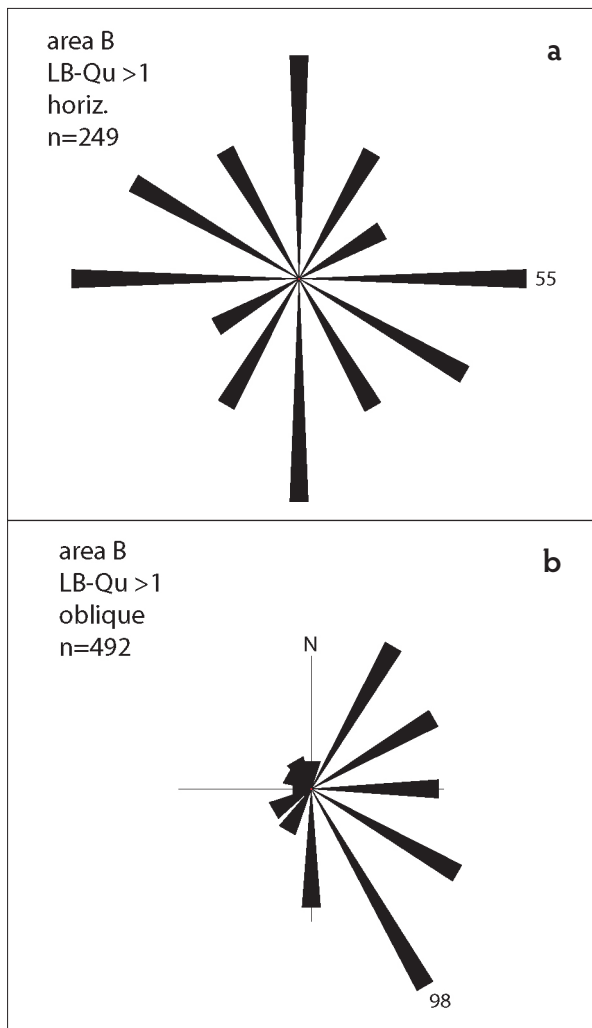 area B
LB-Qu >1
horiz.
n=249
a
55
area B
LB-Qu >1
oblique
n=492
b
N
98